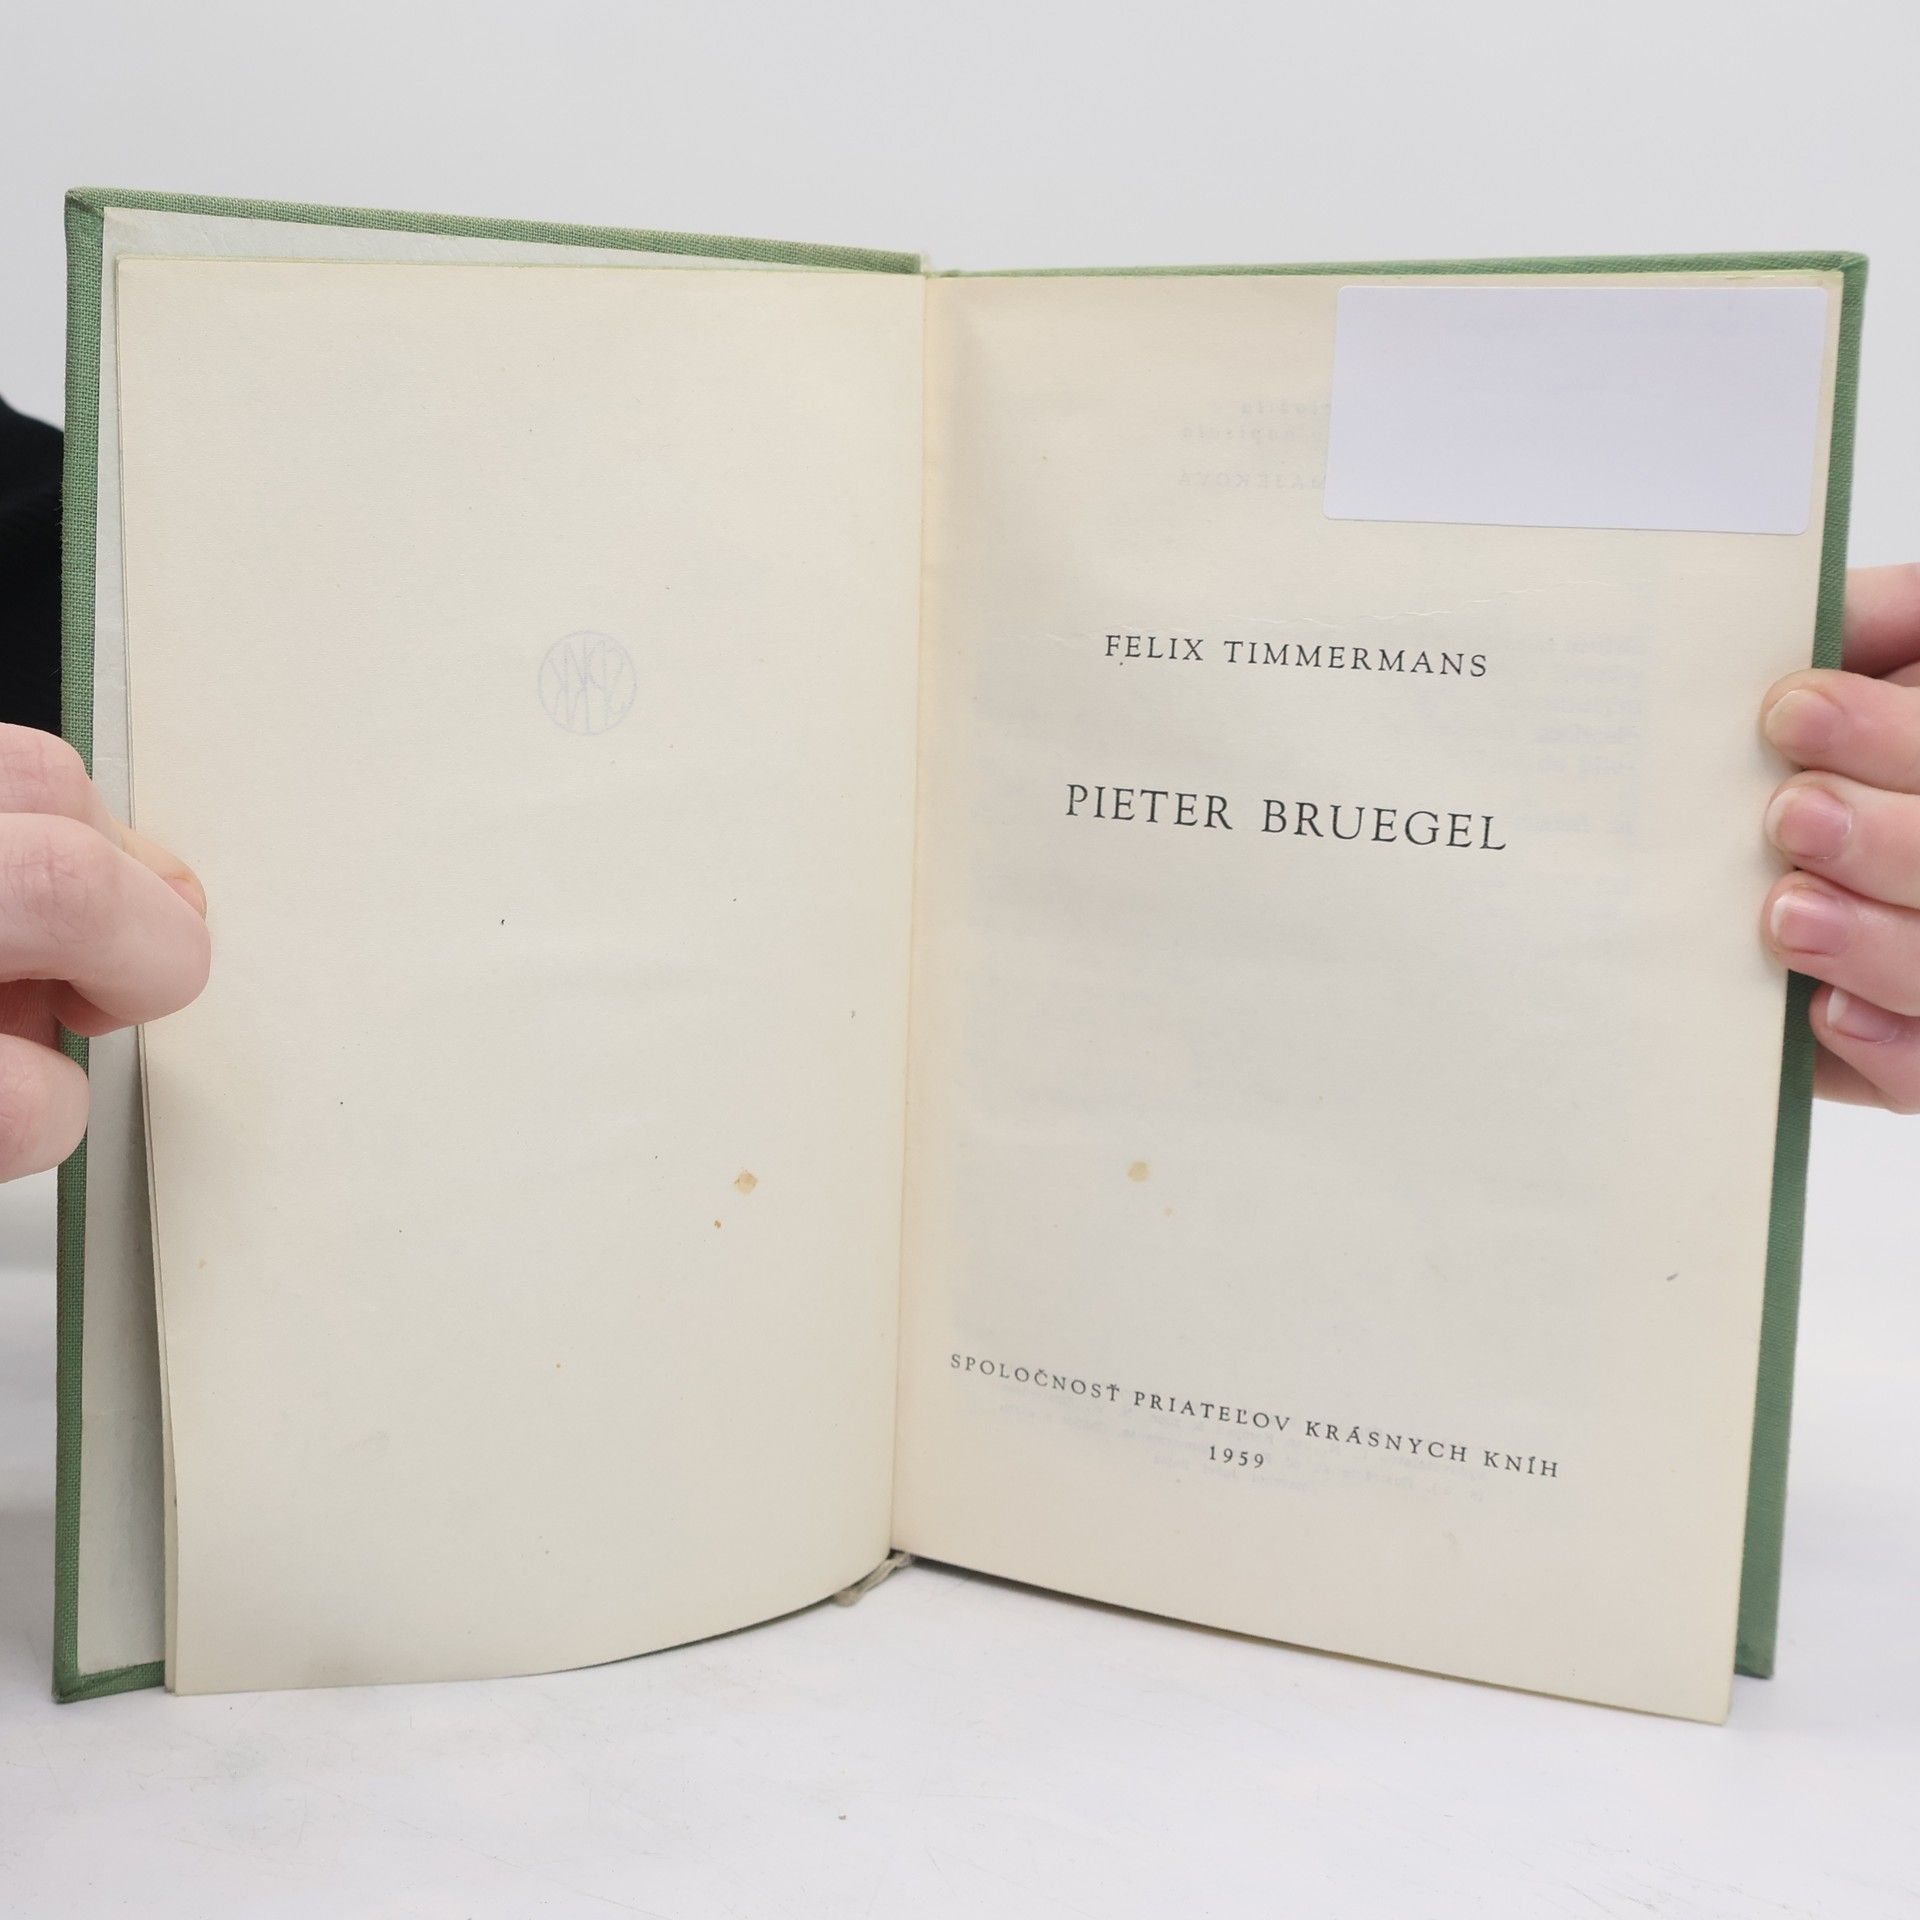 FELIX TIMMERMANS
PIETER BRUEGEL
SPOLOČNOSŤ PRIATEĽOV KRÁSNYCH KNÍH
1959